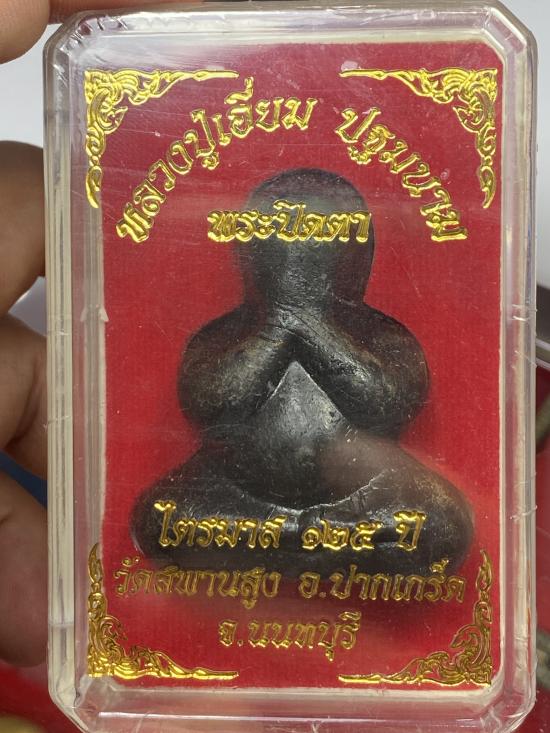 หลวงปู่เอี่ยม ปฐมนาม
พระปิดตา
ไตรมาส ๑๒๕ ปี
วัดสพานสูง อ.ปากเกร็ด
จ.นนทบุรี